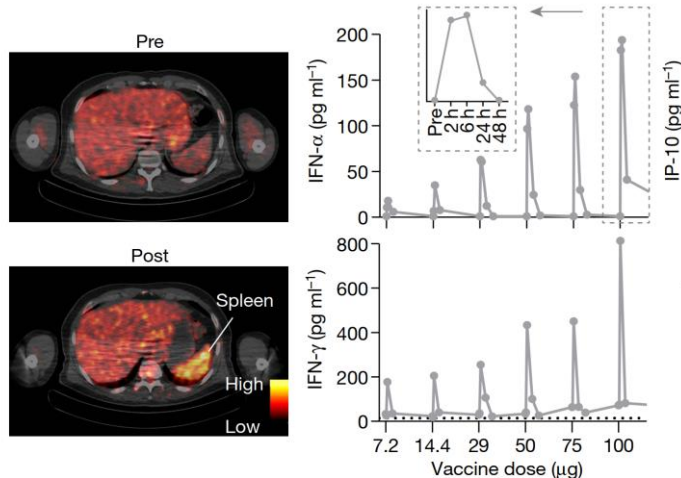 Pre
Post
Spleen
High
Low
IFN-α (pg ml⁻¹)
200
150
100
50
0
Pre
2 h
6 h
24 h
48h
IP-10 (pg ml⁻¹)
IFN-γ (pg ml⁻¹)
800
600
400
200
0
7.2
14.4
29
50
75
100
Vaccine dose (μg)